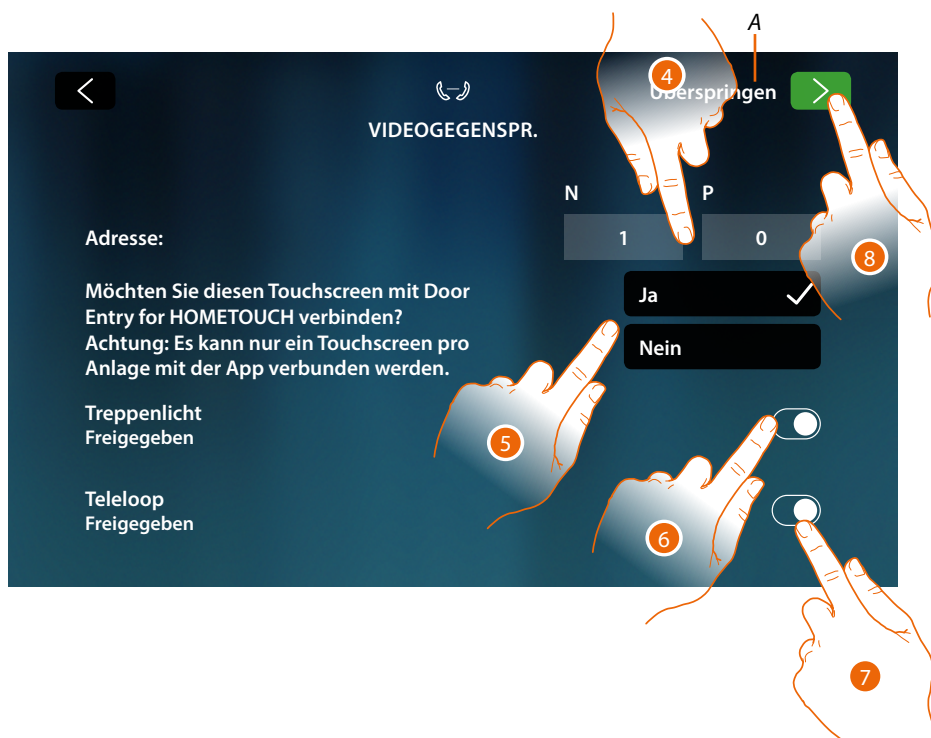 A
4
Überspringen
VIDEOGEGENSPR.
N P
Adresse:
1 0
8
Möchten Sie diesen Touchscreen mit Door
Entry for HOMETOUCH verbinden?
Achtung: Es kann nur ein Touchscreen pro
Anlage mit der App verbunden werden.
Ja
Nein
5
Treppenlicht
Freigegeben
6
Teleloop
Freigegeben
7